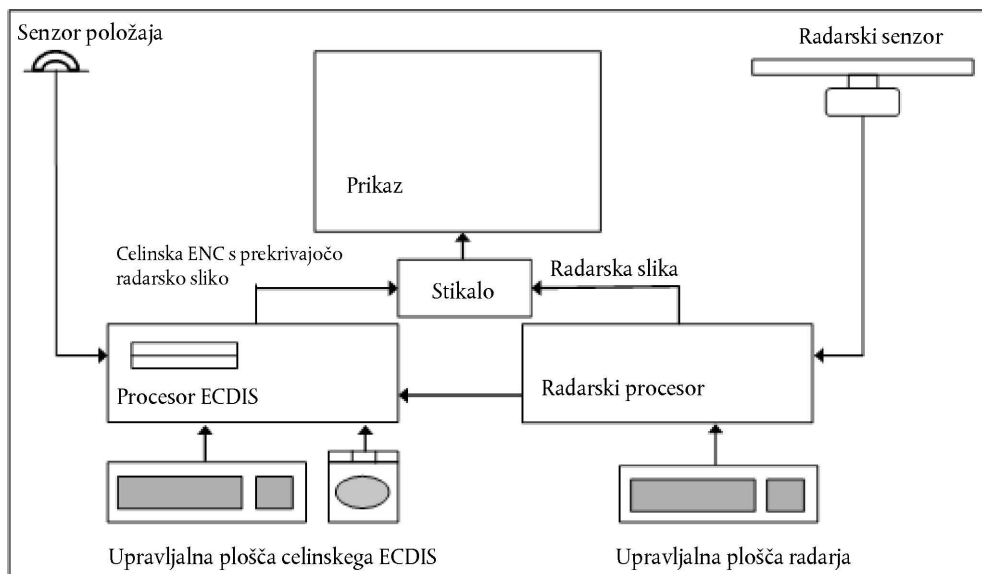 Senzor položaja
Radarski senzor
Prikaz
Celinska ENC s prekrivajočo
radarsko sliko
Stikalo
Radarska slika
Procesor ECDIS
Radarski procesor
Upravljalna plošča celinskega ECDIS
Upravljalna plošča radarja